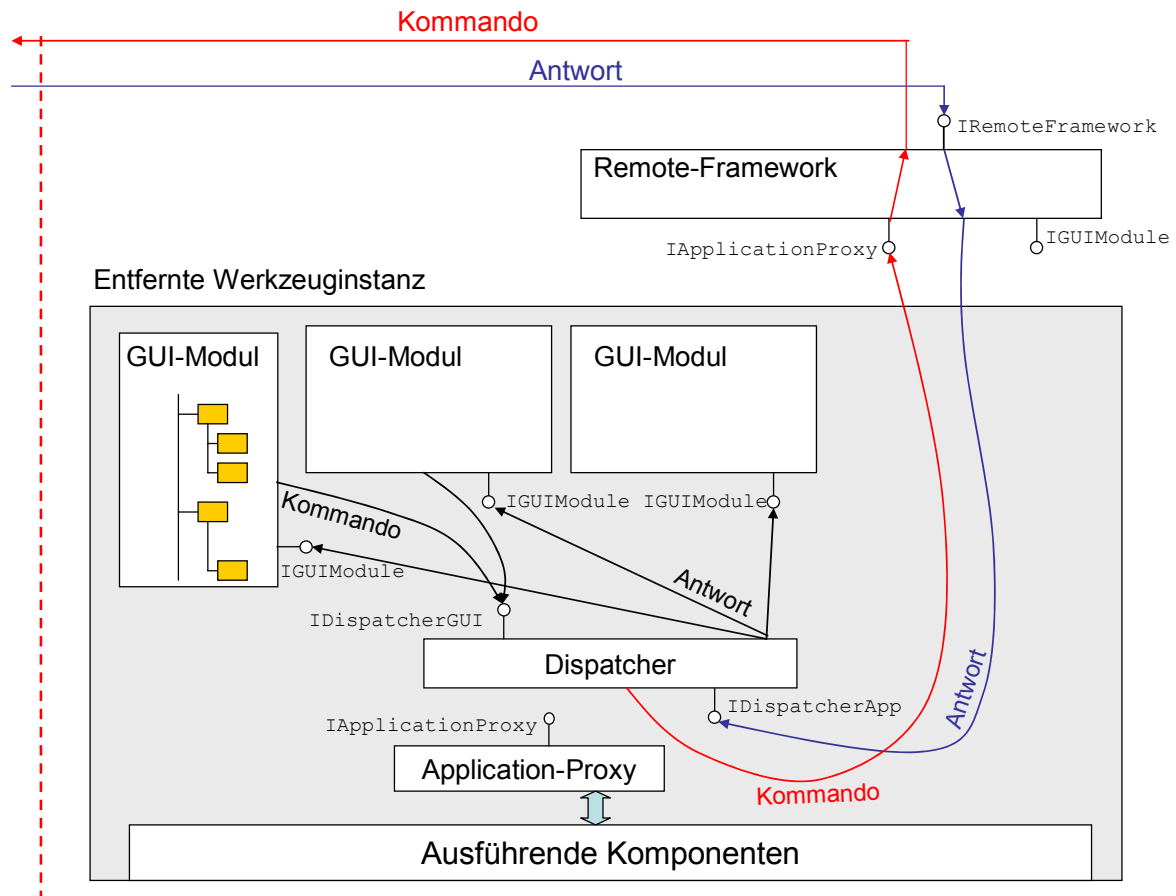 Kommando
Antwort
IRemoteFramework
Remote-Framework
IApplicationProxy
IGUIModule
Entfernte Werkzeuginstanz
GUI-Modul
GUI-Modul
GUI-Modul
Kommando
IGUIModule
IGUIModule
IGUIModule
Antwort
IDispatcherGUI
Dispatcher
IDispatcherApp
Antwort
IApplicationProxy
Application-Proxy
Kommando
Ausführende Komponenten